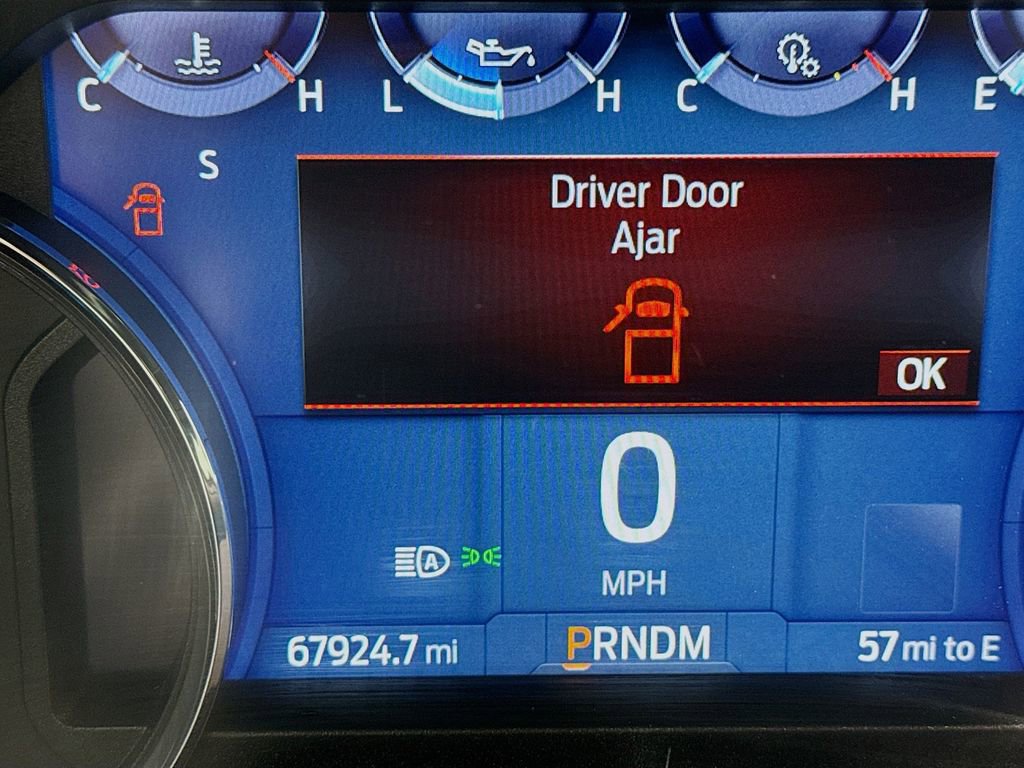 C H L H C H E
S
Driver Door
Ajar
OK
0
A
MPH
67924.7 mi PRNDM 57 mi to E